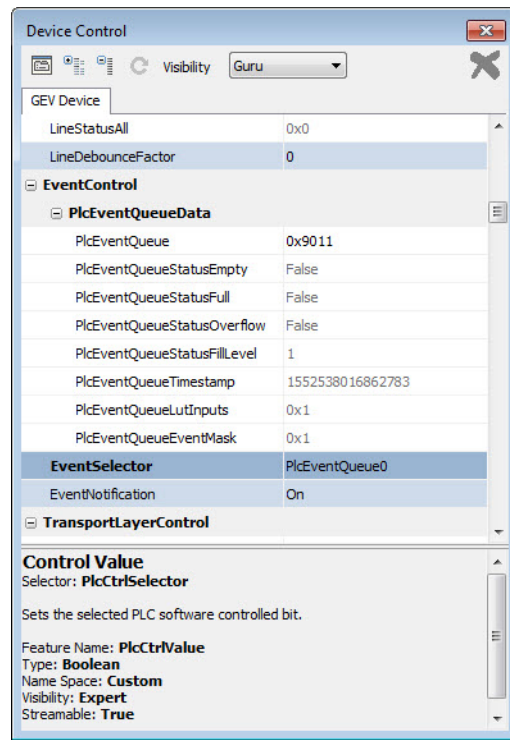 Device Control
Visibility Guru
GEV Device
LineStatusAll 0x0
LineDebounceFactor 0
EventControl
PlcEventQueueData
PlcEventQueue 0x9011
PlcEventQueueStatusEmpty False
PlcEventQueueStatusFull False
PlcEventQueueStatusOverflow False
PlcEventQueueStatusFillLevel 1
PlcEventQueueTimestamp 1552538016862783
PlcEventQueueLutInputs 0x1
PlcEventQueueEventMask 0x1
EventSelector PlcEventQueue0
EventNotification On
TransportLayerControl
Control Value
Selector: PlcCtrlSelector
Sets the selected PLC software controlled bit.
Feature Name: PlcCtrlValue
Type: Boolean
Name Space: Custom
Visibility: Expert
Streamable: True